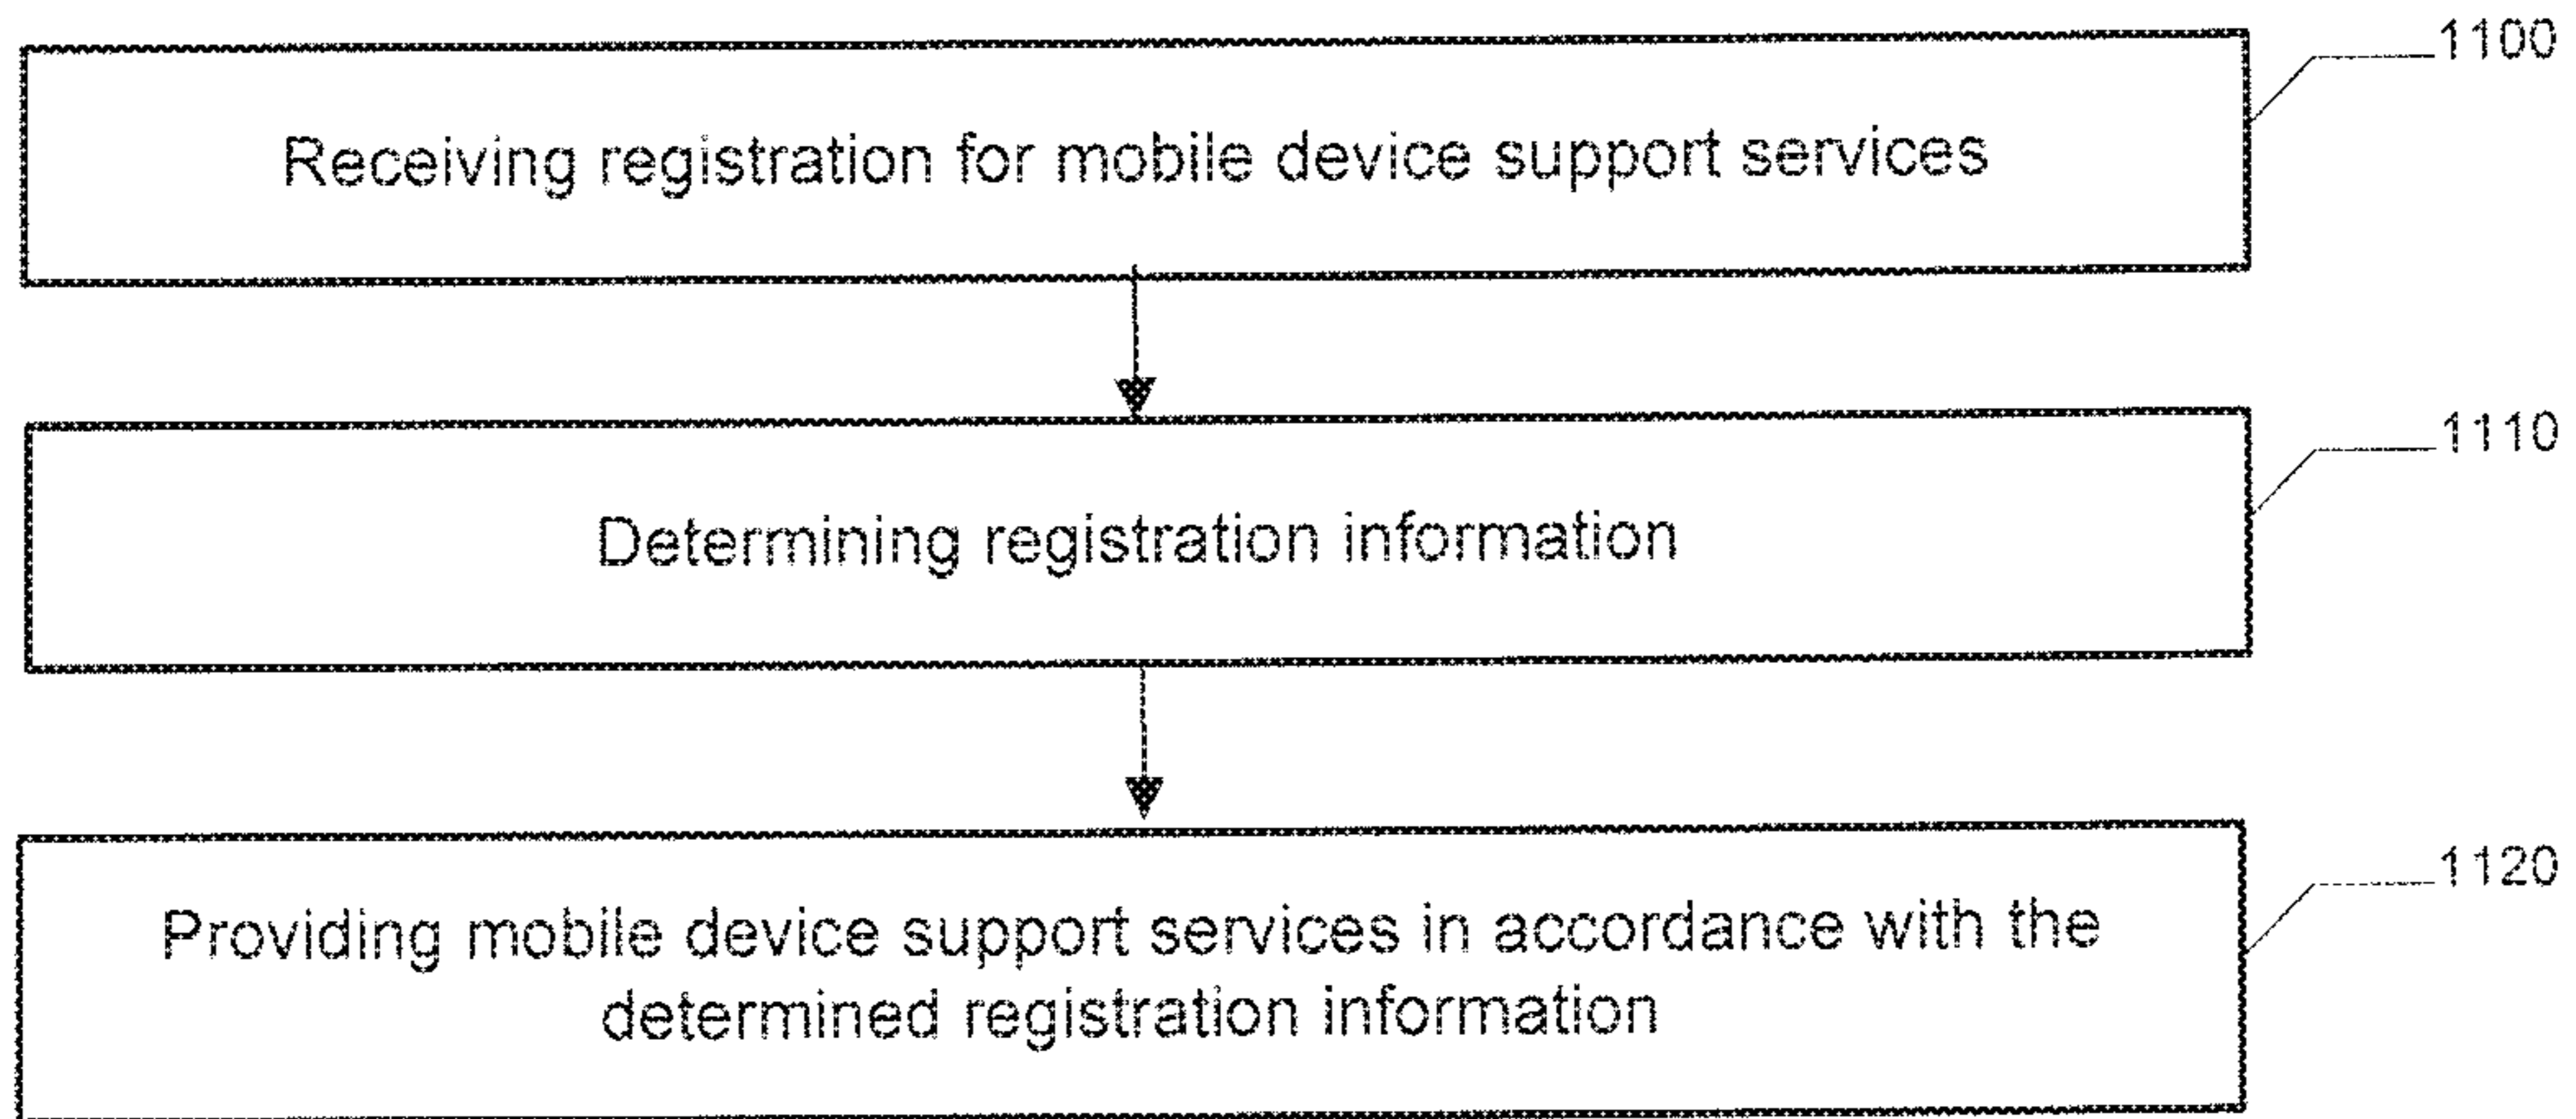 1100
Receiving registration for mobile device support services
1110
Determining registration information
1120
Providing mobile device support services in accordance with the
determined registration information